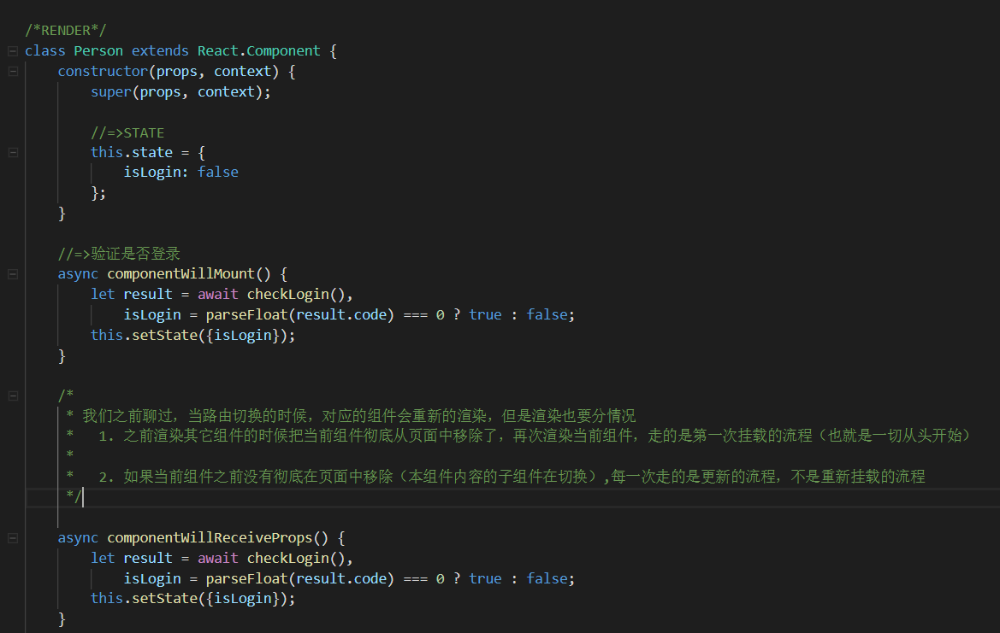 /*RENDER*/
class Person extends React.Component {
    constructor(props, context) {
        super(props, context);
        //=>STATE
        this.state = {
            isLogin: false
        };
    }
    //=>验证是否登录
    async componentWillMount() {
        let result = await checkLogin(),
            isLogin = parseFloat(result.code) === 0 ? true : false;
        this.setState({isLogin});
    }
    /*
     * 我们之前聊过，当路由切换的时候，对应的组件会重新的渲染，但是渲染也要分情况
     *   1. 之前渲染其它组件的时候把当前组件彻底从页面中移除了，再次渲染当前组件，走的是第一次挂载的流程（也就是一切从头开始）
     *
     *   2. 如果当前组件之前没有彻底在页面中移除（本组件内容的子组件在切换）,每一次走的是更新的流程，不是重新挂载的流程
     */
    async componentWillReceiveProps() {
        let result = await checkLogin(),
            isLogin = parseFloat(result.code) === 0 ? true : false;
        this.setState({isLogin});
    }